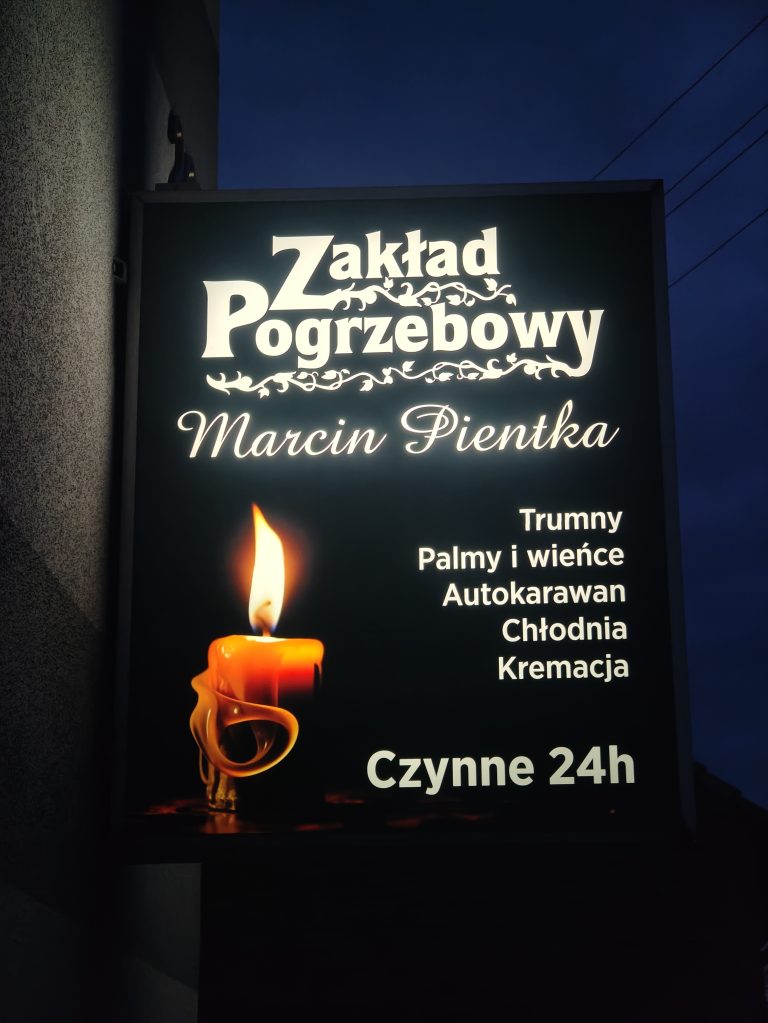 Zakład
Pogrzebowy
Marcin Pientka
Trumny
Palmy i wieńce
Autokarawan
Chłodnia
Kremacja
Czynne 24h